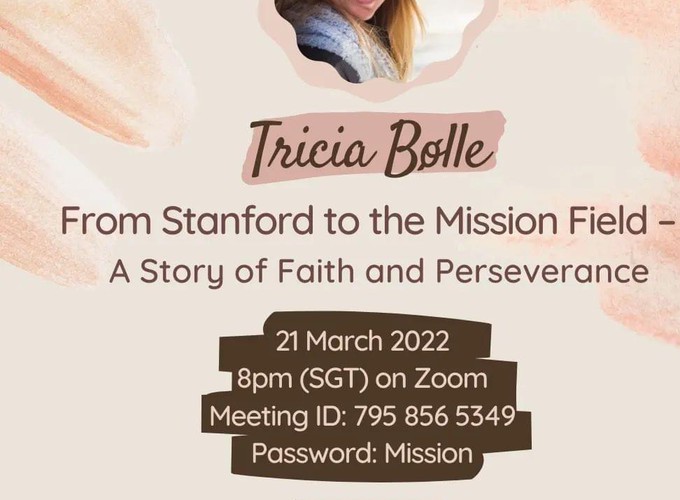 Tricia Bølle
From Stanford to the Mission Field –
A Story of Faith and Perseverance
21 March 2022
8pm (SGT) on Zoom
Meeting ID: 795 856 5349
Password: Mission